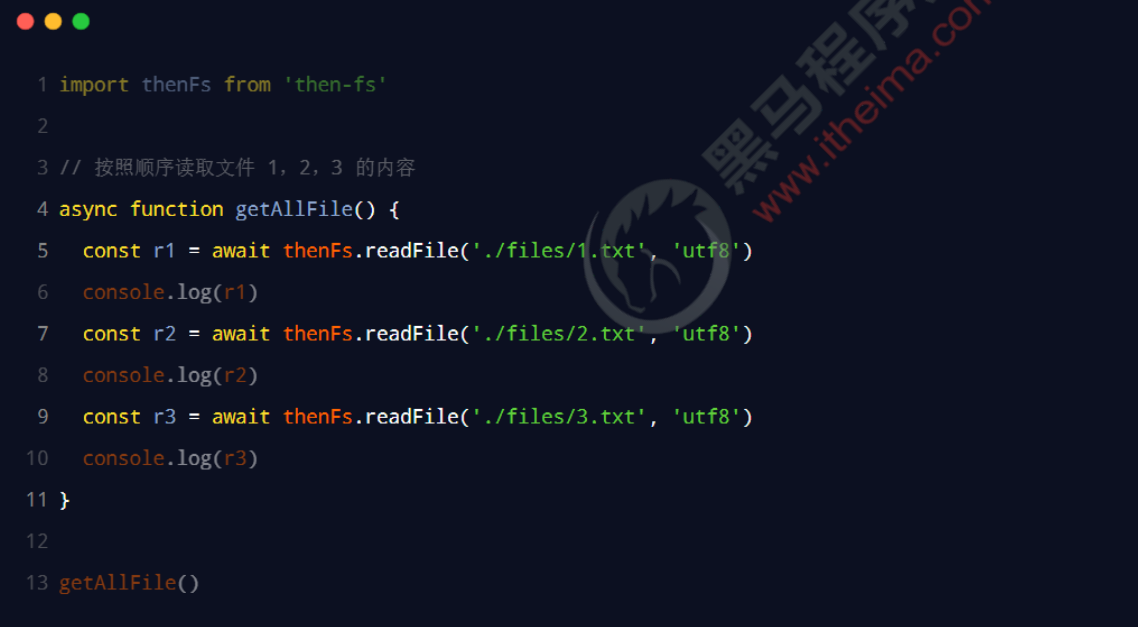 1 import thenFs from 'then-fs'
2
3 // 按照顺序读取文件 1，2，3 的内容
4 async function getAllFile() {
5 const r1 = await thenFs.readFile('./files/1.txt', 'utf8')
6 console.log(r1)
7 const r2 = await thenFs.readFile('./files/2.txt', 'utf8')
8 console.log(r2)
9 const r3 = await thenFs.readFile('./files/3.txt', 'utf8')
10 console.log(r3)
11 }
12
13 getAllFile()
黑马程序
www.itheima.com